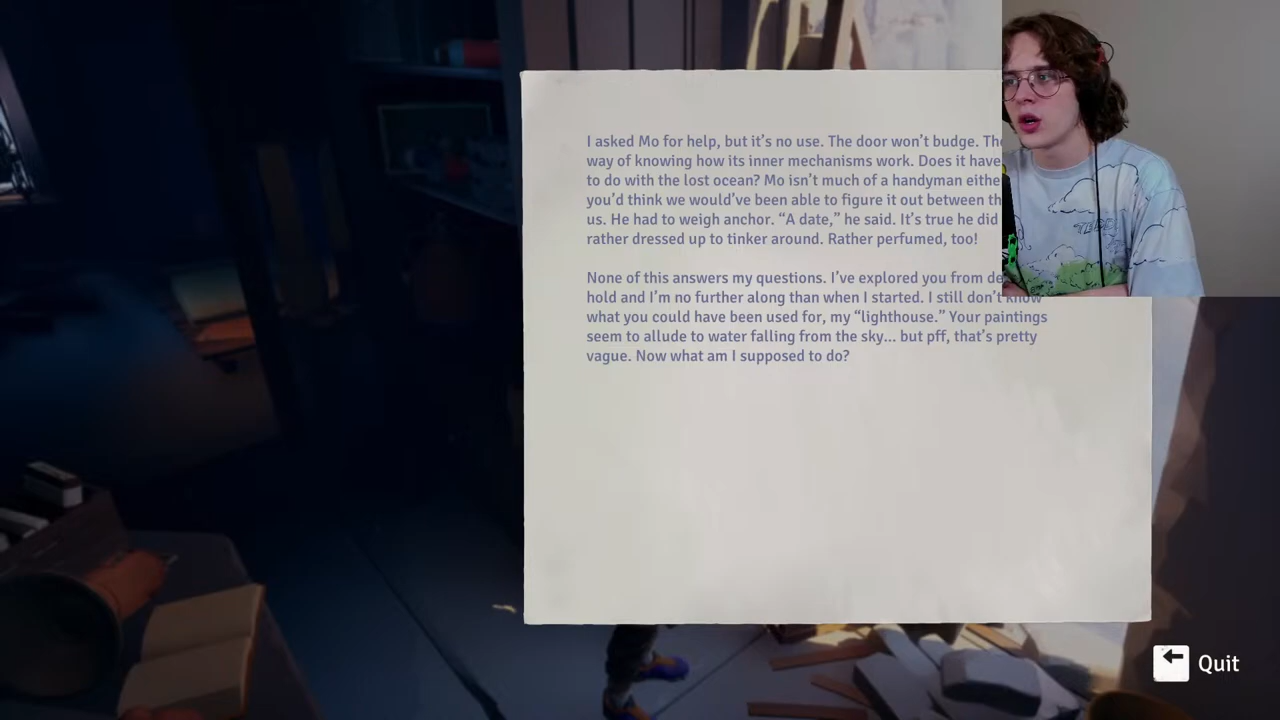 I asked Mo for help, but it's no use. The door won't budge.
way of knowing how its inner mechanisms work. Does it have
to do with the lost ocean? Mo isn't much of a handyman
you'd think we would've been able to figure it out between
us. He had to weigh anchor. “A date,” he said. It's true he did
rather dressed up to tinker around. Rather perfumed, too!
None of this answers my questions. I've explored you from
hold and I'm no further along than when I started. I still don't know
what you could have been used for, my “lighthouse.” Your paintings
seem to allude to water falling from the sky... but pff, that's pretty
vague. Now what am I supposed to do?
Quit